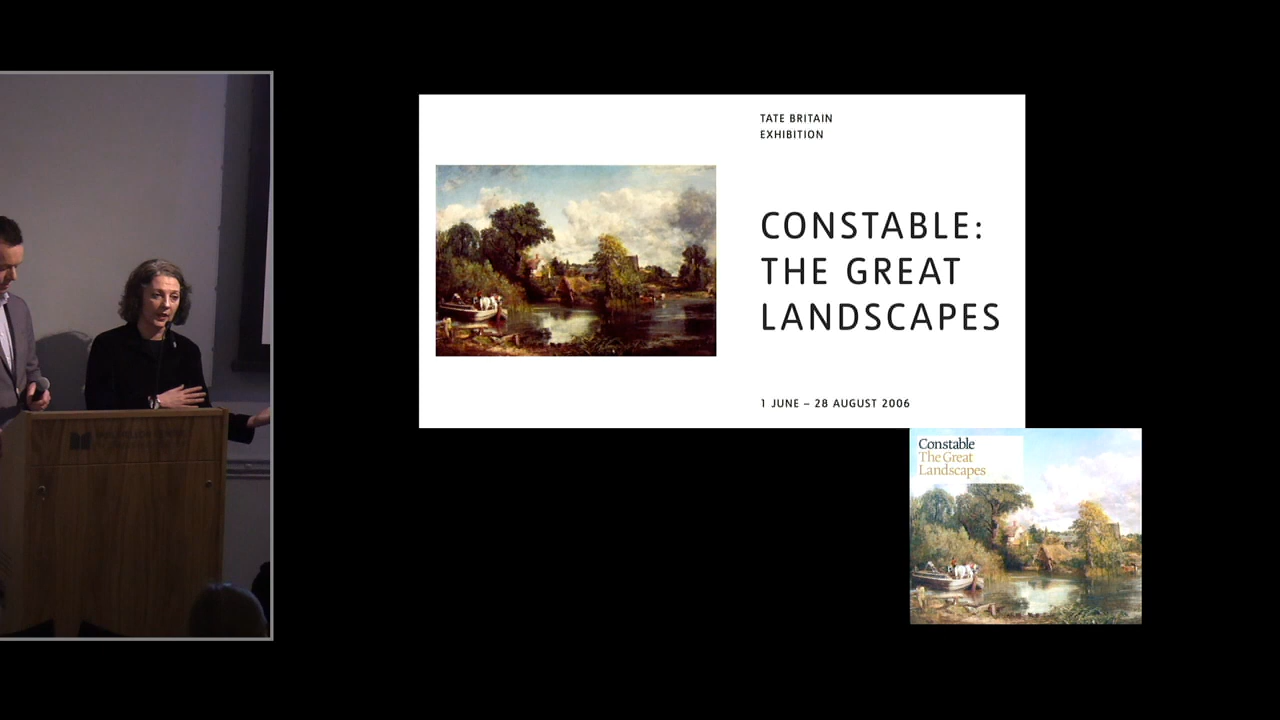 TATE BRITAIN
EXHIBITION
CONSTABLE:
THE GREAT
LANDSCAPES
1 JUNE – 28 AUGUST 2006
Constable
The Great
Landscapes